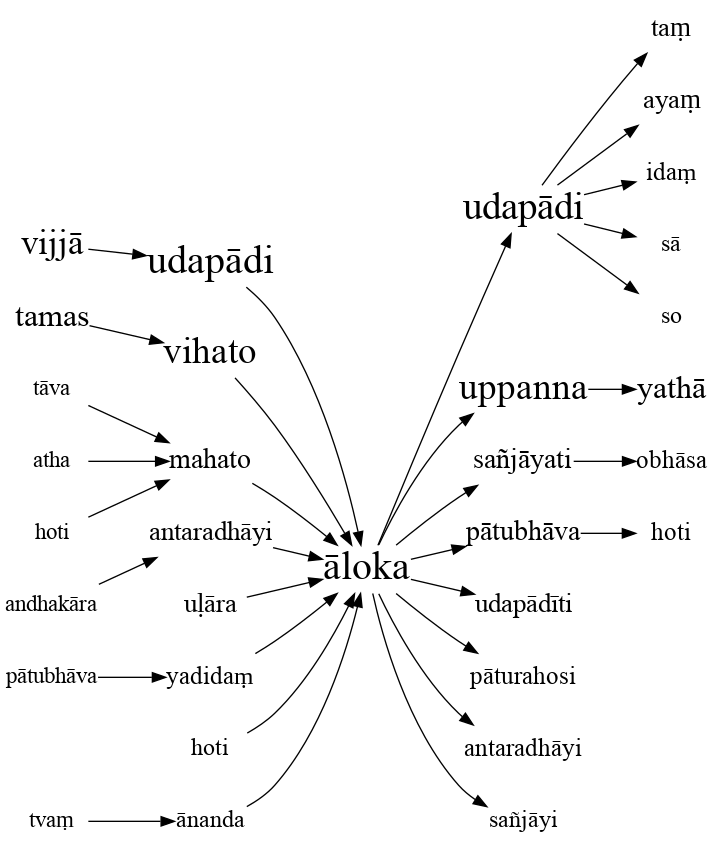 taṃ
ayaṃ
idaṃ
udapādi
vijjā
sā
udapādi
tamas
so
vihato
tāva
uppanna
yathā
atha
mahato
sañjāyati
obhāsa
hoti
antaradhāyi
pātubhāva
hoti
āloka
andhakāra
uḷāra
udapādīti
pātubhāva
yadidaṃ
pāturahosi
hoti
antaradhāyi
tvaṃ
ānanda
sañjāyi